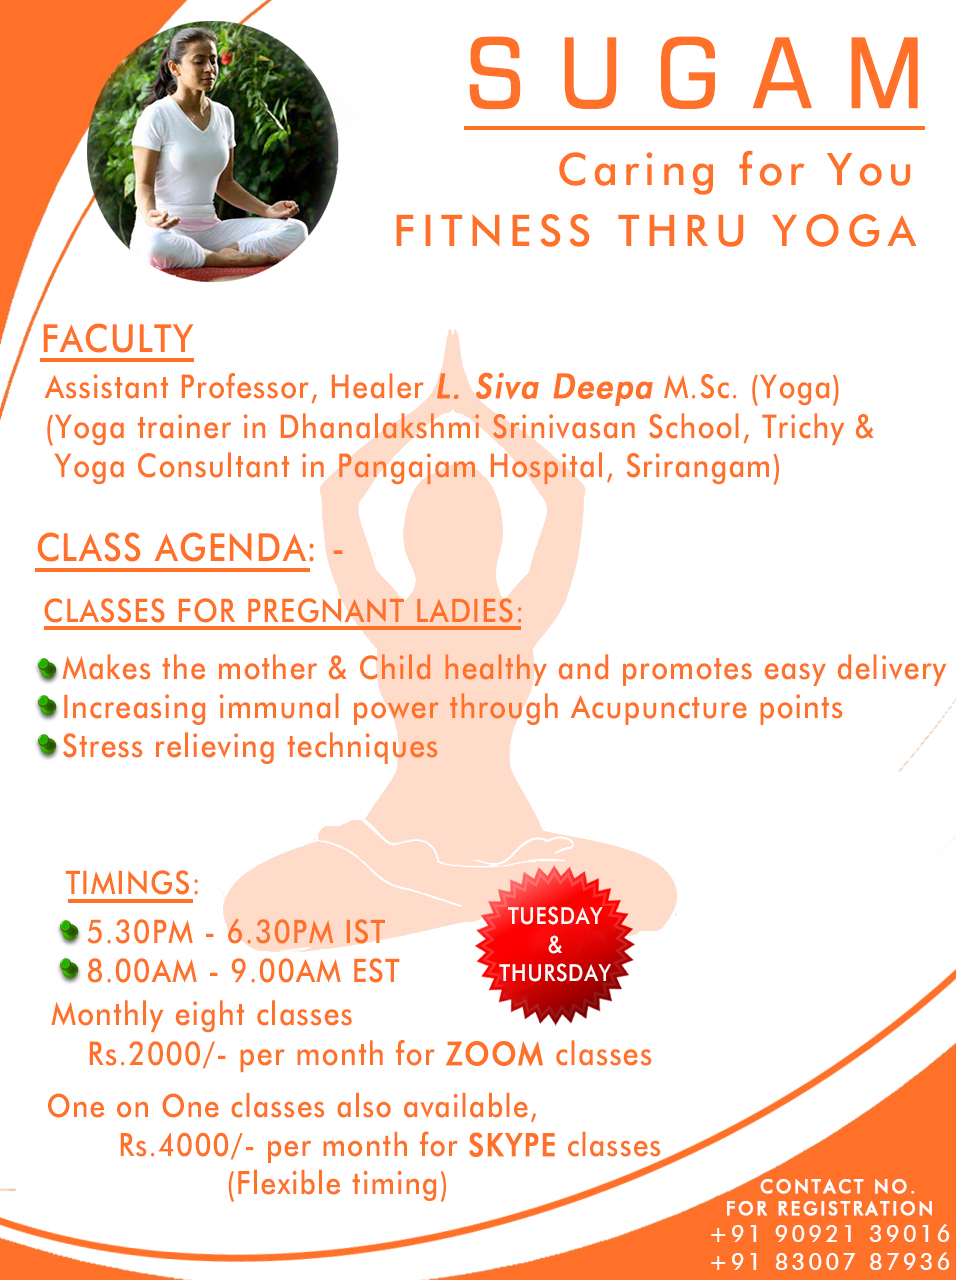 SUGAM
Caring for You
FITNESS THRU YOGA
FACULTY
Assistant Professor, Healer L. Siva Deepa M.Sc. (Yoga)
(Yoga trainer in Dhanalakshmi Srinivasan School, Trichy &
Yoga Consultant in Pangajam Hospital, Srirangam)
CLASS AGENDA: -
CLASSES FOR PREGNANT LADIES:
Makes the mother & Child healthy and promotes easy delivery
Increasing immunal power through Acupuncture points
Stress relieving techniques
TIMINGS:
5.30PM - 6.30PM IST
8.00AM - 9.00AM EST
TUESDAY
&
THURSDAY
Monthly eight classes
Rs.2000/- per month for ZOOM classes
One on One classes also available,
Rs.4000/- per month for SKYPE classes
(Flexible timing)
CONTACT NO.
FOR REGISTRATION
+91 90921 39016
+91 83007 87936